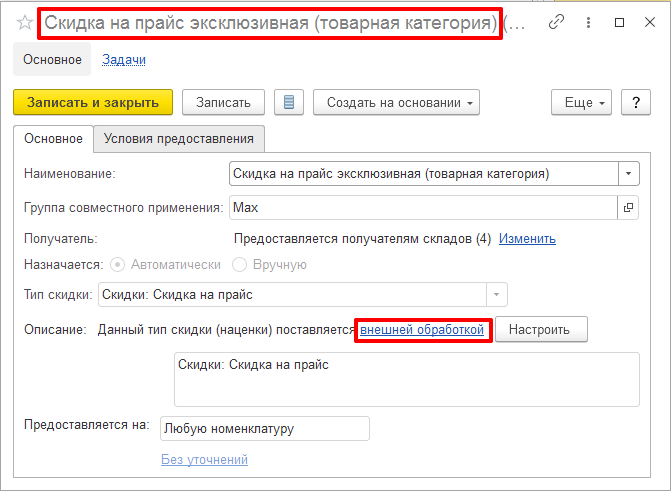 Скидка на прайс эксклюзивная (товарная категория) (...
Основное Задачи
Записать и закрыть Записать Создать на основании Еще ?
Основное Условия предоставления
Наименование: Скидка на прайс эксклюзивная (товарная категория)
Группа совместного применения: Max
Получатель: Предоставляется получателям складов (4) Изменить
Назначается: Автоматически Вручную
Тип скидки: Скидки: Скидка на прайс
Описание: Данный тип скидки (наценки) поставляется внешней обработкой Настроить
Скидки: Скидка на прайс
Предоставляется на: Любую номенклатуру
Без уточнений